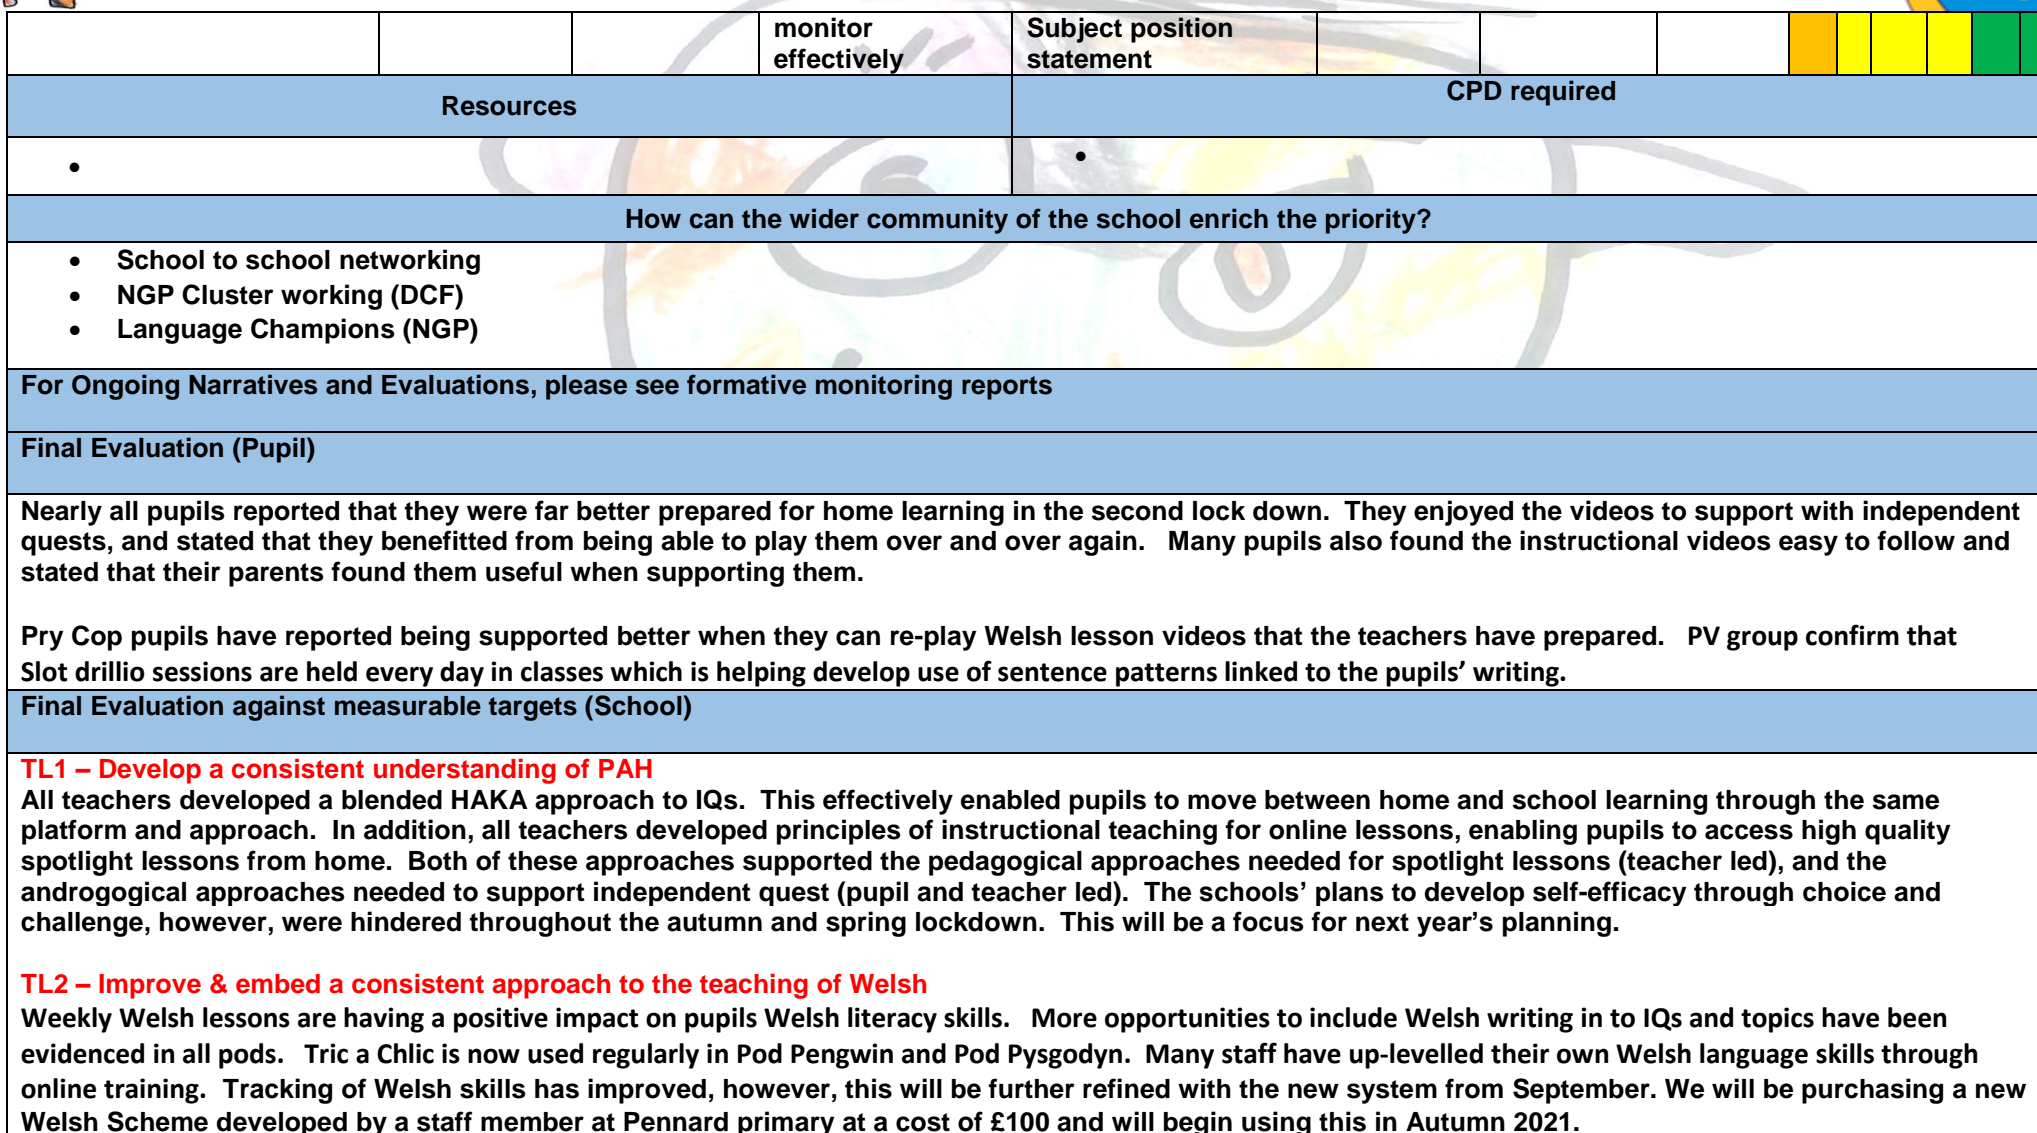 monitor
effectively
Subject position
statement
Resources
CPD required
•
•
How can the wider community of the school enrich the priority?
• School to school networking
• NGP Cluster working (DCF)
• Language Champions (NGP)
For Ongoing Narratives and Evaluations, please see formative monitoring reports
Final Evaluation (Pupil)
Nearly all pupils reported that they were far better prepared for home learning in the second lock down. They enjoyed the videos to support with independent
quests, and stated that they benefitted from being able to play them over and over again. Many pupils also found the instructional videos easy to follow and
stated that their parents found them useful when supporting them.
Pry Cop pupils have reported being supported better when they can re-play Welsh lesson videos that the teachers have prepared. PV group confirm that
Slot drillio sessions are held every day in classes which is helping develop use of sentence patterns linked to the pupils' writing.
Final Evaluation against measurable targets (School)
TL1 – Develop a consistent understanding of PAH
All teachers developed a blended HAKA approach to IQs. This effectively enabled pupils to move between home and school learning through the same
platform and approach. In addition, all teachers developed principles of instructional teaching for online lessons, enabling pupils to access high quality
spotlight lessons from home. Both of these approaches supported the pedagogical approaches needed for spotlight lessons (teacher led), and the
androgogical approaches needed to support independent quest (pupil and teacher led). The schools' plans to develop self-efficacy through choice and
challenge, however, were hindered throughout the autumn and spring lockdown. This will be a focus for next year's planning.
TL2 – Improve & embed a consistent approach to the teaching of Welsh
Weekly Welsh lessons are having a positive impact on pupils Welsh literacy skills. More opportunities to include Welsh writing in to IQs and topics have been
evidenced in all pods. Tric a Chlic is now used regularly in Pod Pengwin and Pod Pysgodyn. Many staff have up-levelled their own Welsh language skills through
online training. Tracking of Welsh skills has improved, however, this will be further refined with the new system from September. We will be purchasing a new
Welsh Scheme developed by a staff member at Pennard primary at a cost of £100 and will begin using this in Autumn 2021.